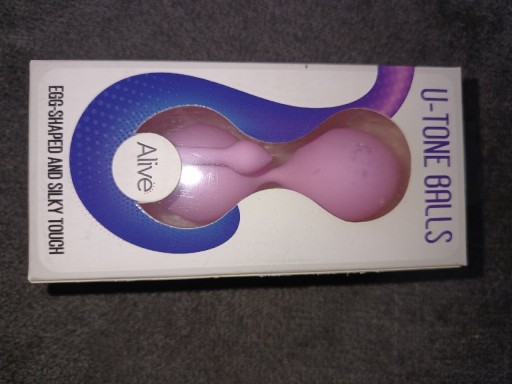 U-TONE BALLS
Alive
EGG-SHAPED AND SILKY TOUCH